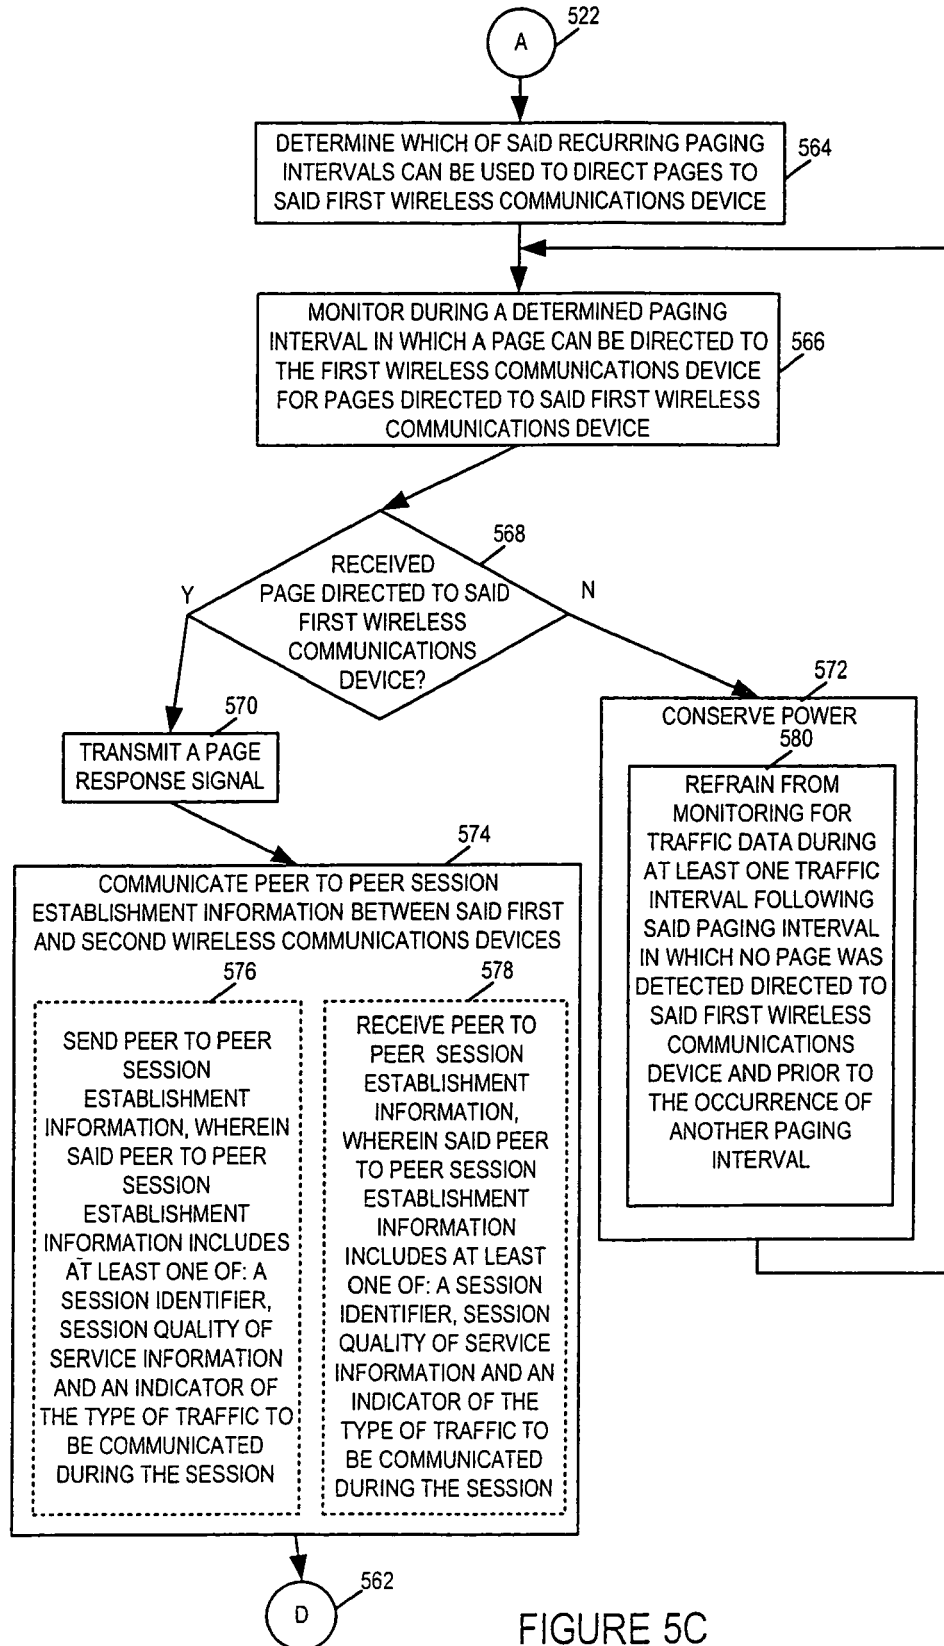 A
522
DETERMINE WHICH OF SAID RECURRING PAGING
INTERVALS CAN BE USED TO DIRECT PAGES TO
SAID FIRST WIRELESS COMMUNICATIONS DEVICE
564
MONITOR DURING A DETERMINED PAGING
INTERVAL IN WHICH A PAGE CAN BE DIRECTED TO
THE FIRST WIRELESS COMMUNICATIONS DEVICE
FOR PAGES DIRECTED TO SAID FIRST WIRELESS
COMMUNICATIONS DEVICE
566
568
RECEIVED
PAGE DIRECTED TO SAID
FIRST WIRELESS
COMMUNICATIONS
DEVICE?
Y
N
570
TRANSMIT A PAGE
RESPONSE SIGNAL
572
CONSERVE POWER
580
REFRAIN FROM
MONITORING FOR
TRAFFIC DATA DURING
AT LEAST ONE TRAFFIC
INTERVAL FOLLOWING
SAID PAGING INTERVAL
IN WHICH NO PAGE WAS
DETECTED DIRECTED TO
SAID FIRST WIRELESS
COMMUNICATIONS
DEVICE AND PRIOR TO
THE OCCURRENCE OF
ANOTHER PAGING
INTERVAL
574
COMMUNICATE PEER TO PEER SESSION
ESTABLISHMENT INFORMATION BETWEEN SAID FIRST
AND SECOND WIRELESS COMMUNICATIONS DEVICES
576
SEND PEER TO PEER
SESSION
ESTABLISHMENT
INFORMATION, WHEREIN
SAID PEER TO PEER
SESSION
ESTABLISHMENT
INFORMATION INCLUDES
AT LEAST ONE OF: A
SESSION IDENTIFIER,
SESSION QUALITY OF
SERVICE INFORMATION
AND AN INDICATOR OF
THE TYPE OF TRAFFIC TO
BE COMMUNICATED
DURING THE SESSION
578
RECEIVE PEER TO
PEER SESSION
ESTABLISHMENT
INFORMATION,
WHEREIN SAID PEER
TO PEER SESSION
ESTABLISHMENT
INFORMATION
INCLUDES AT LEAST
ONE OF: A SESSION
IDENTIFIER, SESSION
QUALITY OF SERVICE
INFORMATION AND AN
INDICATOR OF THE
TYPE OF TRAFFIC TO
BE COMMUNICATED
DURING THE SESSION
D
562
FIGURE 5C